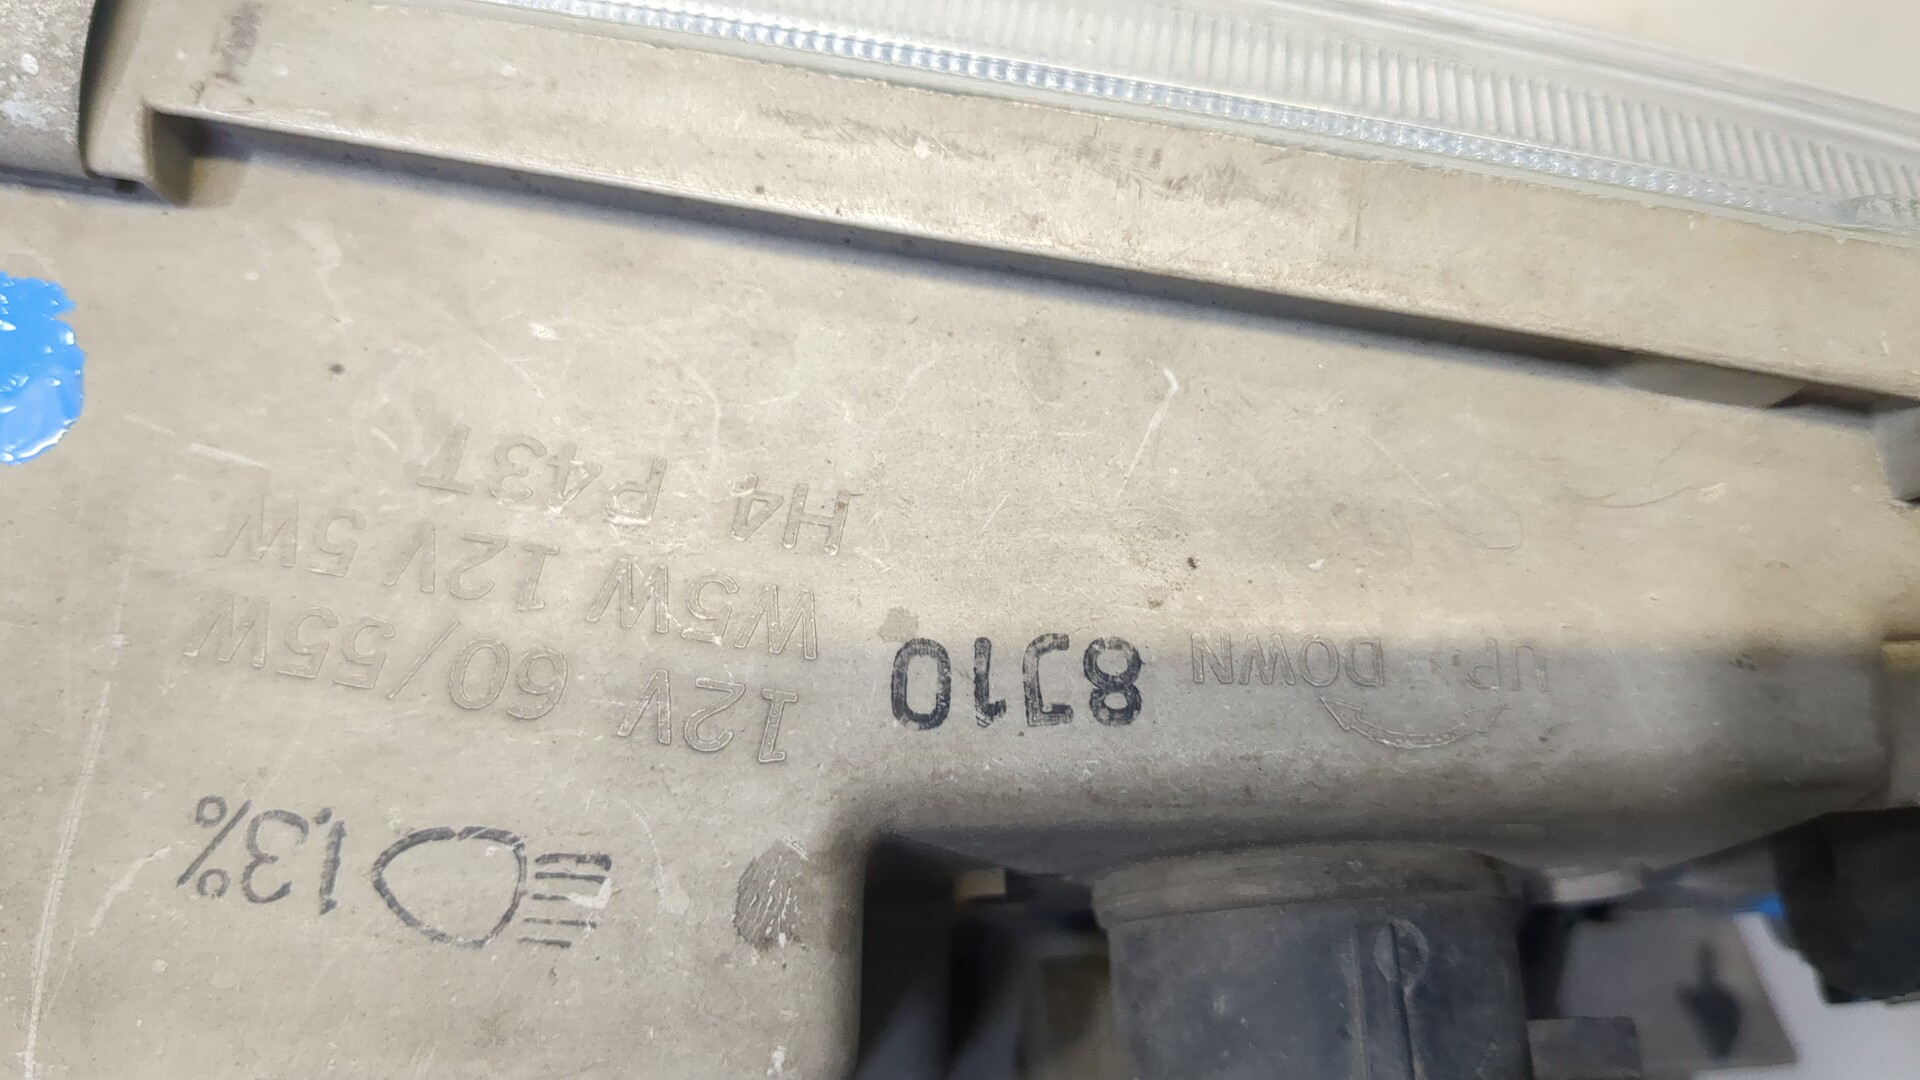 1.3%
UP DOWN
8J10
12V 60/55W
W5W 12V 5W
H4 P43T